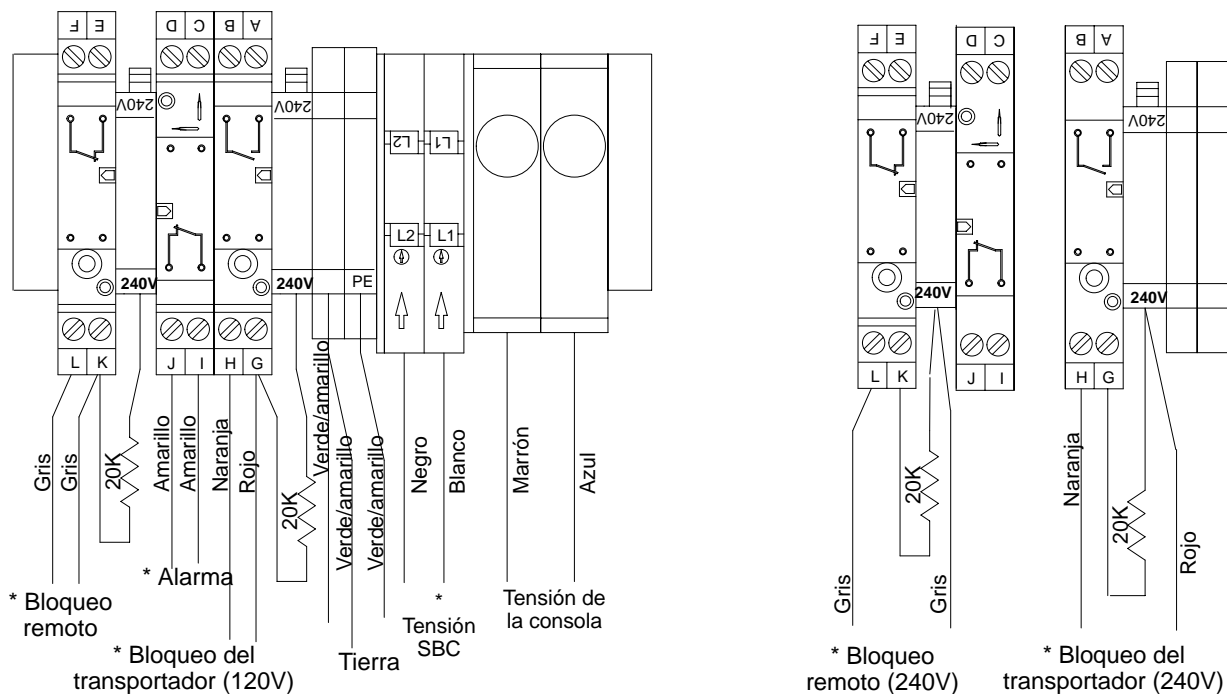 F E D C B A
240V 240V
L2 L1
L2 L1
240V 240V PE
L K J I H G
Gris
Gris
20K
Amarillo
Amarillo
Naranja
Rojo
20K
Verde/amarillo
Verde/amarillo
Verde/amarillo
Negro
Blanco
Marrón
Azul
* Bloqueo
remoto
* Alarma
* Bloqueo del
transportador (120V)
Tierra
*
Tensión
SBC
Tensión de
la consola
F E D C B A
240V 240V
240V 240V
L K J I H G
Gris
20K
Gris
Naranja
20K
Rojo
* Bloqueo
remoto (240V)
* Bloqueo del
transportador (240V)